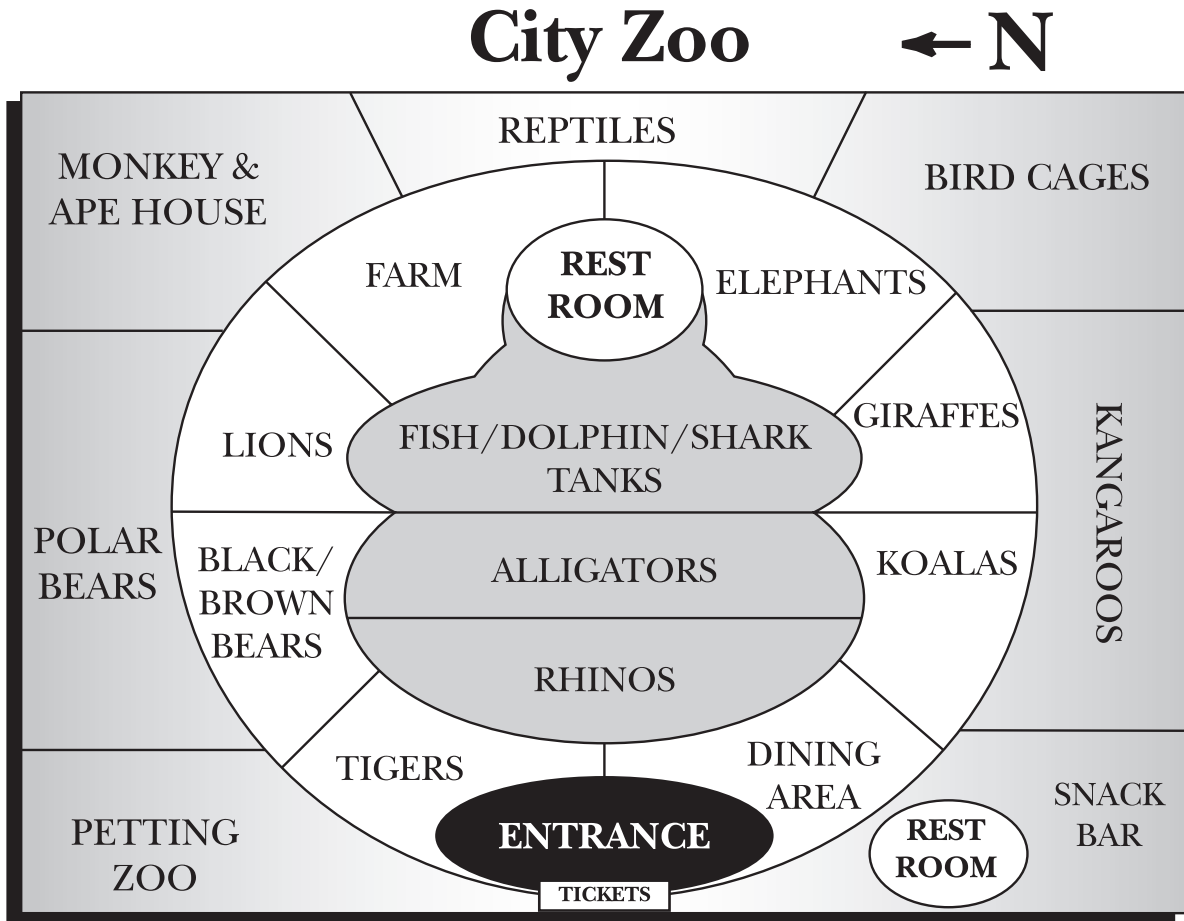 City Zoo
N
REPTILES
MONKEY &
APE HOUSE
BIRD CAGES
FARM
REST
ROOM
ELEPHANTS
LIONS
FISH/DOLPHIN/SHARK
TANKS
GIRAFFES
KANGAROOS
POLAR
BEARS
BLACK/
BROWN
BEARS
ALLIGATORS
KOALAS
RHINOS
TIGERS
DINING
AREA
PETTING
ZOO
ENTRANCE
TICKETS
REST
ROOM
SNACK
BAR